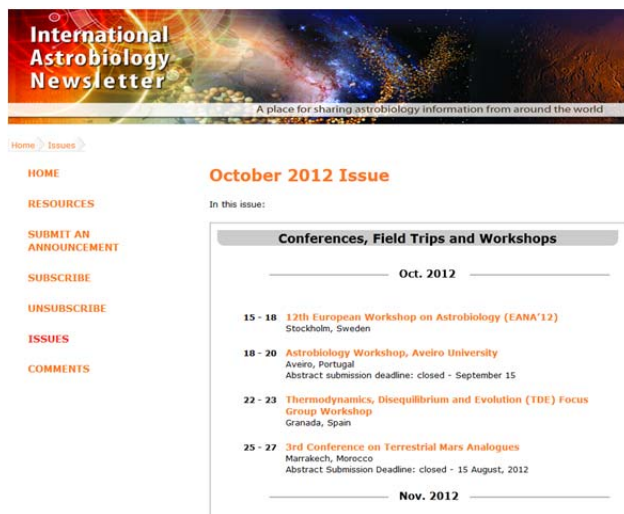 International
Astrobiology
Newsletter
A place for sharing astrobiology information from around the world
Home
Issues
HOME
RESOURCES
SUBMIT AN
ANNOUNCEMENT
SUBSCRIBE
UNSUBSCRIBE
ISSUES
COMMENTS
October 2012 Issue
In this issue:
Conferences, Field Trips and Workshops
Oct. 2012
15 - 18 12th European Workshop on Astrobiology (EANA'12)
Stockholm, Sweden
18 - 20 Astrobiology Workshop, Aveiro University
Aveiro, Portugal
Abstract submission deadline: closed - September 15
22 - 23 Thermodynamics, Disequilibrium and Evolution (TDE) Focus
Group Workshop
Granada, Spain
25 - 27 3rd Conference on Terrestrial Mars Analogues
Marrakech, Morocco
Abstract Submission Deadline: closed - 15 August, 2012
Nov. 2012